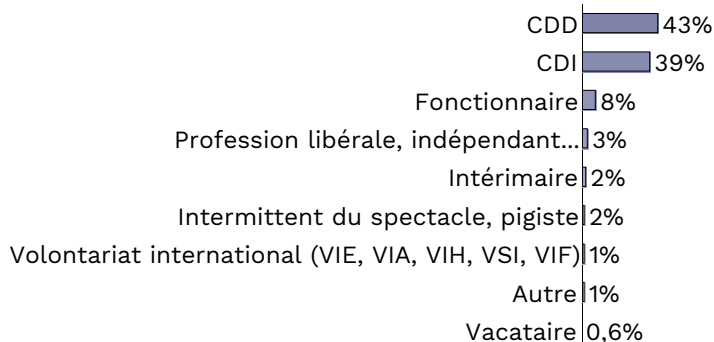 CDD 43%
CDI 39%
Fonctionnaire 8%
Profession libérale, indépendant... 3%
Intérimaire 2%
Intermittent du spectacle, pigiste 2%
Volontariat international (VIE, VIA, VIH, VSI, VIF) 1%
Autre 1%
Vacataire 0,6%